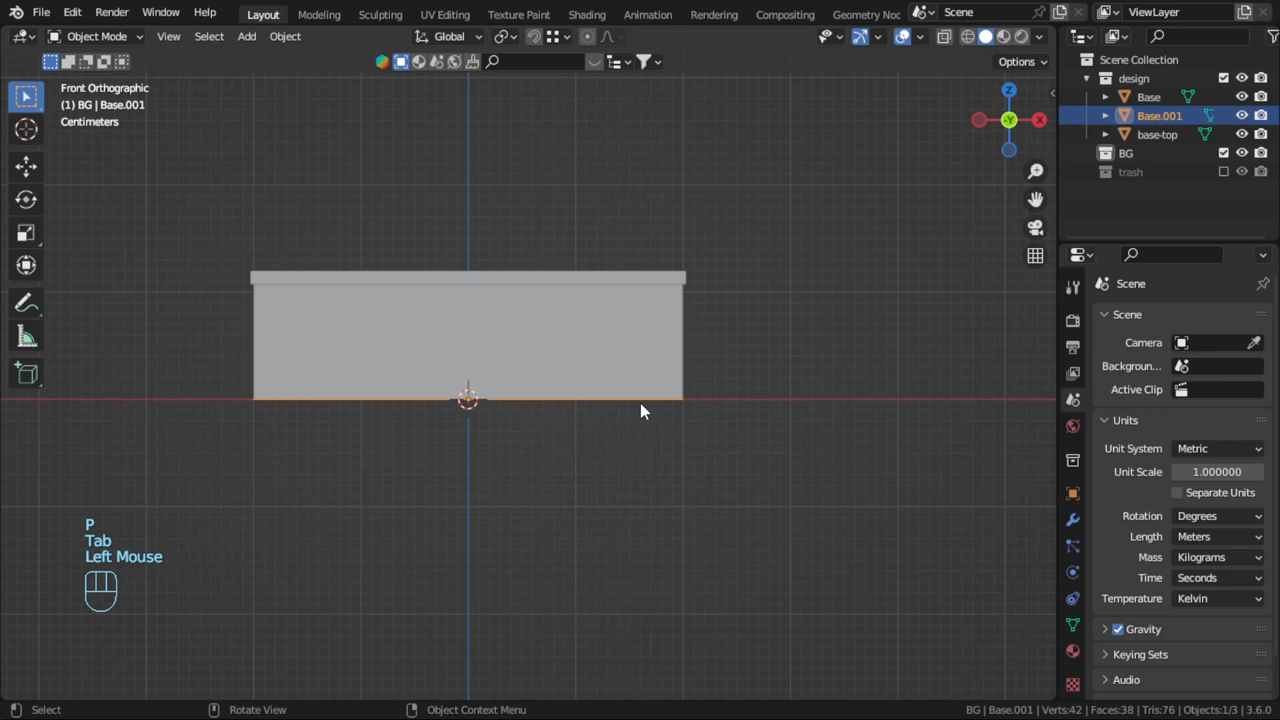 File Edit Render Window Help Layout Modeling Sculpting UV Editing Texture Paint Shading Animation Rendering Compositing Geometry Noc Scene ViewLayer
Object Mode View Select Add Object Global
Options
Front Orthographic
(1) BG | Base.001
Centimeters
Z
-Y
X
Scene Collection
design
Base
Base.001
base-top
BG
trash
Scene
Scene
Camera
Backgroun...
Active Clip
Units
Unit System Metric
Unit Scale 1.000000
Separate Units
Rotation Degrees
Length Meters
Mass Kilograms
Time Seconds
Temperature Kelvin
Gravity
Keying Sets
Audio
P
Tab
Left Mouse
Select Rotate View Object Context Menu BG | Base.001 | Verts:42 | Faces:38 | Tris:76 | Objects:1/3 | 3.6.0